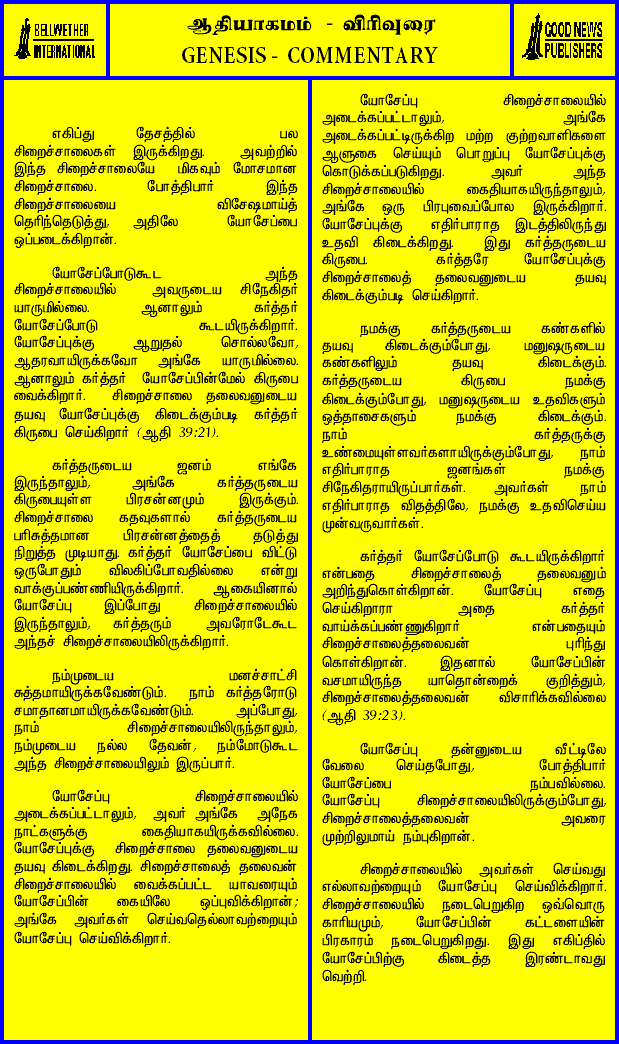 BELLWETHER
INTERNATIONAL
ஆதியாகமம் - விரிவுரை
GENESIS - COMMENTARY
GOOD NEWS
PUBLISHERS
எகிப்து தேசத்தில் பல
சிறைச்சாலைகள் இருக்கிறது. அவற்றில்
இந்த சிறைச்சாலையே மிகவும் மோசமான
சிறைச்சாலை. போத்திபார் இந்த
சிறைச்சாலையை விசேஷமாய்த்
தெரிந்தெடுத்து, அதிலே யோசேப்பை
ஒப்படைக்கிறான்.
யோசேப்போடுகூட அந்த
சிறைச்சாலையில் அவருடைய சிநேகிதர்
யாருமில்லை. ஆனாலும் கர்த்தர்
யோசேப்போடு கூடயிருக்கிறார்.
யோசேப்புக்கு ஆறுதல் சொல்லவோ,
ஆதரவாயிருக்கவோ அங்கே யாருமில்லை.
ஆனாலும் கர்த்தர் யோசேப்பின்மேல் கிருபை
வைக்கிறார். சிறைச்சாலை தலைவனுடைய
தயவு யோசேப்புக்கு கிடைக்கும்படி கர்த்தர்
கிருபை செய்கிறார் (ஆதி 39:21).
கர்த்தருடைய ஜனம் எங்கே
இருந்தாலும், அங்கே கர்த்தருடைய
கிருபையுள்ள பிரசன்னமும் இருக்கும்.
சிறைச்சாலை கதவுகளால் கர்த்தருடைய
பரிசுத்தமான பிரசன்னத்தைத் தடுத்து
நிறுத்த முடியாது. கர்த்தர் யோசேப்பை விட்டு
ஒருபோதும் விலகிப்போவதில்லை என்று
வாக்குப்பண்ணியிருக்கிறார். ஆகையினால்
யோசேப்பு இப்போது சிறைச்சாலையில்
இருந்தாலும், கர்த்தரும் அவரோடேகூட
அந்தச் சிறைச்சாலையிலிருக்கிறார்.
நம்முடைய மனச்சாட்சி
சுத்தமாயிருக்கவேண்டும். நாம் கர்த்தரோடு
சமாதானமாயிருக்கவேண்டும். அப்போது,
நாம் சிறைச்சாலையிலிருந்தாலும்,
நம்முடைய நல்ல தேவன், நம்மோடுகூட
அந்த சிறைச்சாலையிலும் இருப்பார்.
யோசேப்பு சிறைச்சாலையில்
அடைக்கப்பட்டாலும், அவர் அங்கே அநேக
நாட்களுக்கு கைதியாகயிருக்கவில்லை.
யோசேப்புக்கு சிறைச்சாலை தலைவனுடைய
தயவு கிடைக்கிறது. சிறைச்சாலைத் தலைவன்
சிறைச்சாலையில் வைக்கப்பட்ட யாவரையும்
யோசேப்பின் கையிலே ஒப்புவிக்கிறான்;
அங்கே அவர்கள் செய்வதெல்லாவற்றையும்
யோசேப்பு செய்விக்கிறார்.
யோசேப்பு சிறைச்சாலையில்
அடைக்கப்பட்டாலும், அங்கே
அடைக்கப்பட்டிருக்கிற மற்ற குற்றவாளிகளை
ஆளுகை செய்யும் பொறுப்பு யோசேப்புக்கு
கொடுக்கப்படுகிறது. அவர் அந்த
சிறைச்சாலையில் கைதியாகயிருந்தாலும்,
அங்கே ஒரு பிரபுவைப்போல இருக்கிறார்.
யோசேப்புக்கு எதிர்பாராத இடத்திலிருந்து
உதவி கிடைக்கிறது. இது கர்த்தருடைய
கிருபை. கர்த்தரே யோசேப்புக்கு
சிறைச்சாலைத் தலைவனுடைய தயவு
கிடைக்கும்படி செய்கிறார்.
நமக்கு கர்த்தருடைய கண்களில்
தயவு கிடைக்கும்போது, மனுஷருடைய
கண்களிலும் தயவு கிடைக்கும்.
கர்த்தருடைய கிருபை நமக்கு
கிடைக்கும்போது, மனுஷருடைய உதவிகளும்
ஒத்தாசைகளும் நமக்கு கிடைக்கும்.
நாம் கர்த்தருக்கு
உண்மையுள்ளவர்களாயிருக்கும்போது, நாம்
எதிர்பாராத ஜனங்கள் நமக்கு
சிநேகிதராயிருப்பார்கள். அவர்கள் நாம்
எதிர்பாராத விதத்திலே, நமக்கு உதவிசெய்ய
முன்வருவார்கள்.
கர்த்தர் யோசேப்போடு கூடயிருக்கிறார்
என்பதை சிறைச்சாலைத் தலைவனும்
அறிந்துகொள்கிறான். யோசேப்பு எதை
செய்கிறாரா அதை கர்த்தர்
வாய்க்கப்பண்ணுகிறார் என்பதையும்
சிறைச்சாலைத்தலைவன் புரிந்து
கொள்கிறான். இதனால் யோசேப்பின்
வசமாயிருந்த யாதொன்றைக் குறித்தும்,
சிறைச்சாலைத்தலைவன் விசாரிக்கவில்லை
(ஆதி 39:23).
யோசேப்பு தன்னுடைய வீட்டிலே
வேலை செய்தபோது, போத்திபார்
யோசேப்பை நம்பவில்லை.
யோசேப்பு சிறைச்சாலையிலிருக்கும்போது,
சிறைச்சாலைத்தலைவன் அவரை
முற்றிலுமாய் நம்புகிறான்.
சிறைச்சாலையில் அவர்கள் செய்வது
எல்லாவற்றையும் யோசேப்பு செய்விக்கிறார்.
சிறைச்சாலையில் நடைபெறுகிற ஒவ்வொரு
காரியமும், யோசேப்பின் கட்டளையின்
பிரகாரம் நடைபெறுகிறது. இது எகிப்தில்
யோசேப்பிற்கு கிடைத்த இரண்டாவது
வெற்றி.